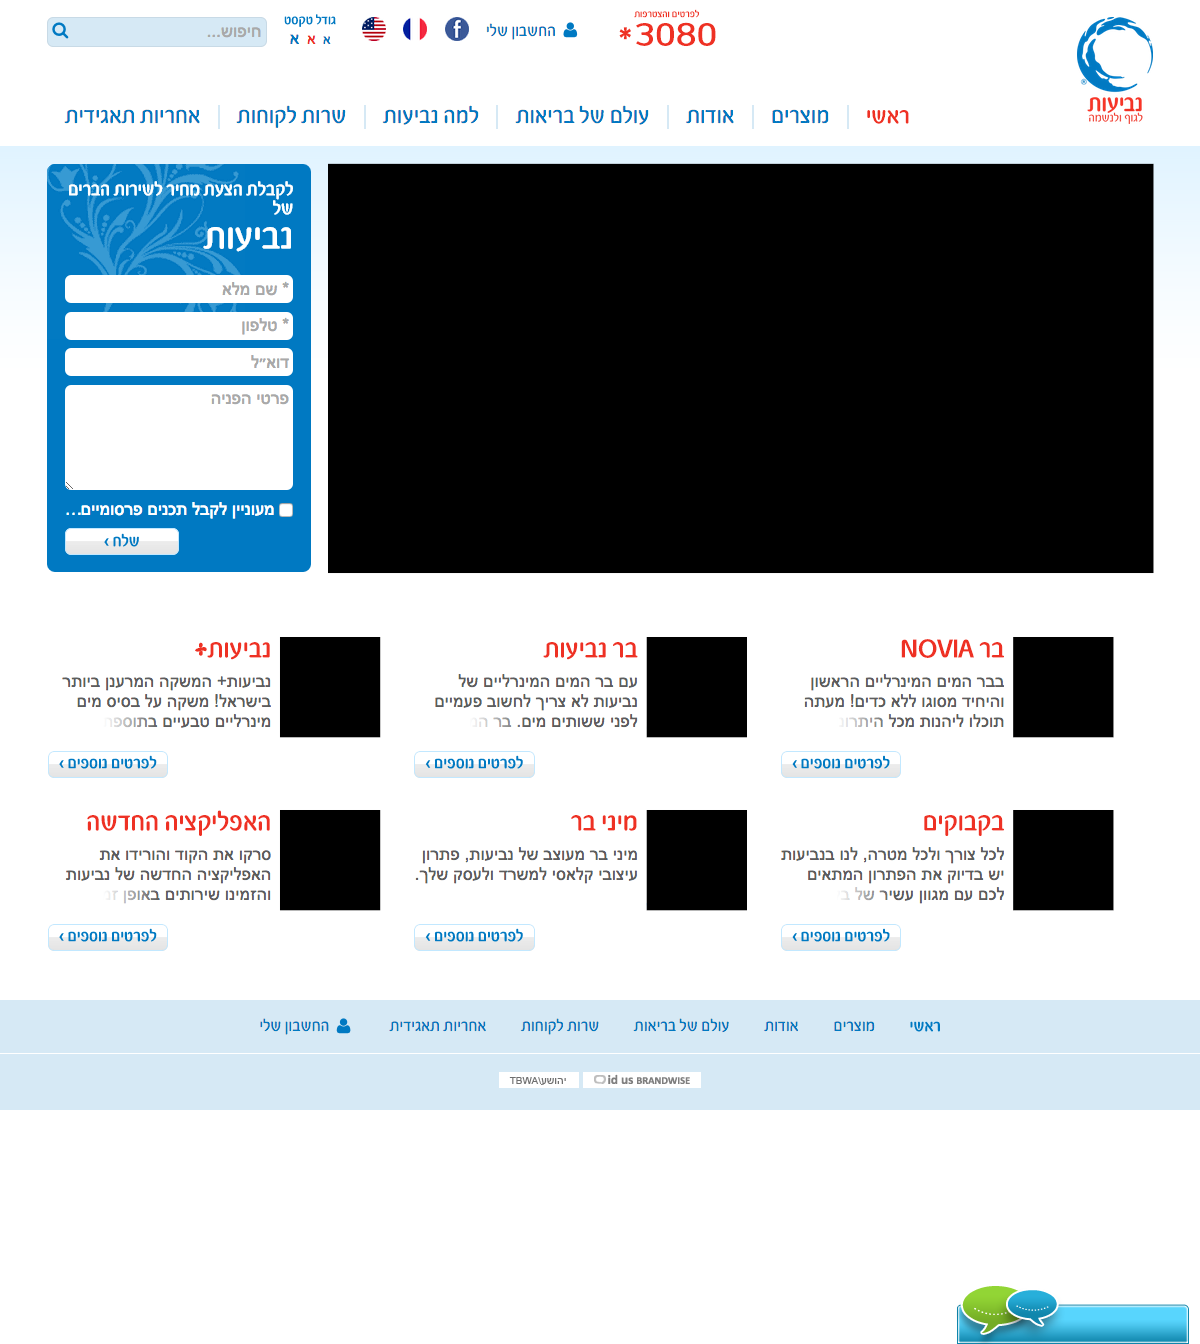 נביעות
לגוף ולנשמה
לפרטים והצטרפות
*3080
החשבון שלי
גודל טקסט
א א א
חיפוש...
ראשי
מוצרים
אודות
עולם של בריאות
למה נביעות
שרות לקוחות
אחריות תאגידית
לקבלת הצעת מחיר לשירות הברים
של
נביעות
* שם מלא
* טלפון
דוא"ל
פרטי הפניה
מעוניין לקבל תכנים פרסומיים...
שלח ›
בר NOVIA
בבר המים המינרליים הראשון
והיחיד מסוגו ללא כדים! מעתה
תוכלו ליהנות מכל היתרונ
לפרטים נוספים ›
בר נביעות
עם בר המים המינרליים של
נביעות לא צריך לחשוב פעמיים
לפני ששותים מים. בר
לפרטים נוספים ›
נביעות+
נביעות+ המשקה המרענן ביותר
בישראל! משקה על בסיס מים
מינרליים טבעיים בתוספת
לפרטים נוספים ›
בקבוקים
לכל צורך ולכל מטרה, לנו בנביעות
יש בדיוק את הפתרון המתאים
לכם עם מגוון עשיר של
לפרטים נוספים ›
מיני בר
מיני בר מעוצב של נביעות, פתרון
עיצובי קלאסי למשרד ולעסק שלך.
לפרטים נוספים ›
האפליקציה החדשה
סרקו את הקוד והורידו את
האפליקציה החדשה של נביעות
והזמינו שירותים באופן
לפרטים נוספים ›
ראשי
מוצרים
אודות
עולם של בריאות
שרות לקוחות
אחריות תאגידית
החשבון שלי
id us BRANDWISE
יהושע\TBWA